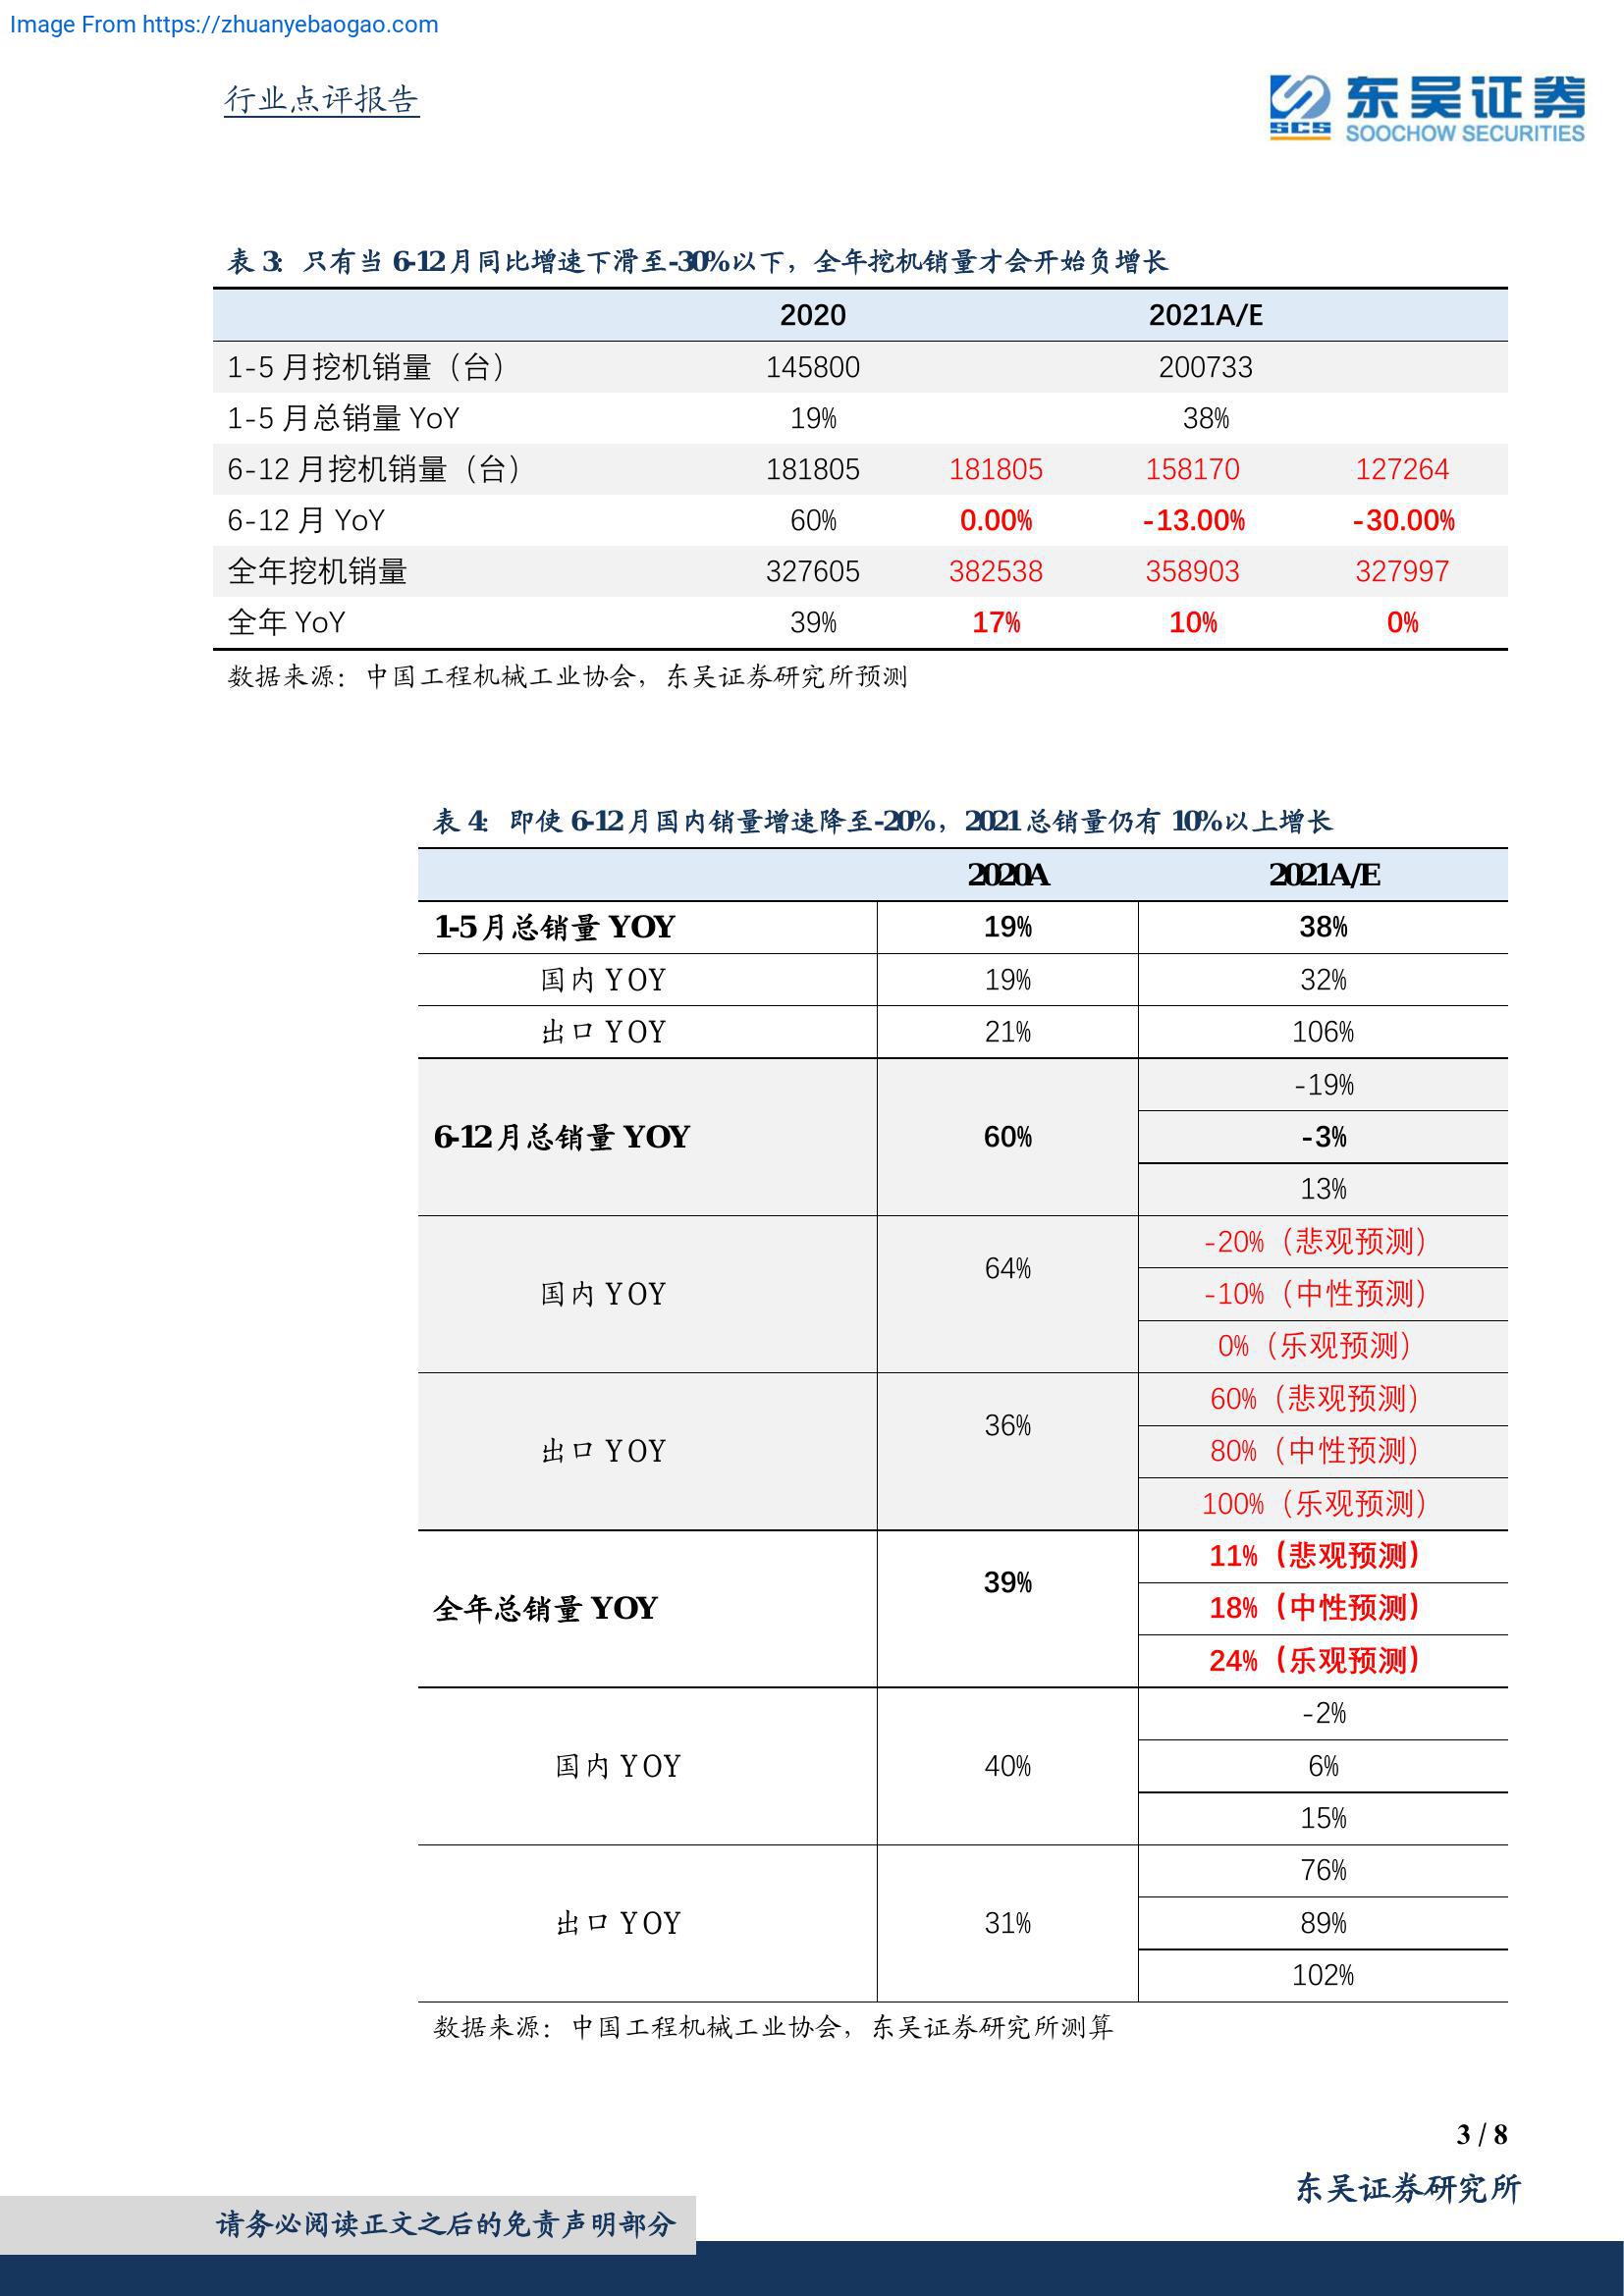 Image From https://zhuanyebaogao.com
行业点评报告
SCS 东吴证券
SOOCHOW SECURITIES
表 3: 只有当 6-12 月同比增速下滑至-30%以下，全年挖机销量才会开始负增长
2020 2021A/E
1-5 月挖机销量（台） 145800 200733
1-5 月总销量 YoY 19% 38%
6-12 月挖机销量（台） 181805 181805 158170 127264
6-12 月 YoY 60% 0.00% -13.00% -30.00%
全年挖机销量 327605 382538 358903 327997
全年 YoY 39% 17% 10% 0%
数据来源：中国工程机械工业协会，东吴证券研究所预测
表 4: 即使 6-12 月国内销量增速降至-20%，2021 总销量仍有 10%以上增长
2020A 2021A/E
1-5 月总销量 YOY 19% 38%
国内 YOY 19% 32%
出口 YOY 21% 106%
-19%
6-12 月总销量 YOY 60% -3%
13%
-20%（悲观预测）
64%
国内 YOY -10%（中性预测）
0%（乐观预测）
60%（悲观预测）
36%
出口 YOY 80%（中性预测）
100%（乐观预测）
11%（悲观预测）
39%
全年总销量 YOY 18%（中性预测）
24%（乐观预测）
-2%
国内 YOY 40% 6%
15%
76%
出口 YOY 31% 89%
102%
数据来源：中国工程机械工业协会，东吴证券研究所测算
3 / 8
东吴证券研究所
请务必阅读正文之后的免责声明部分